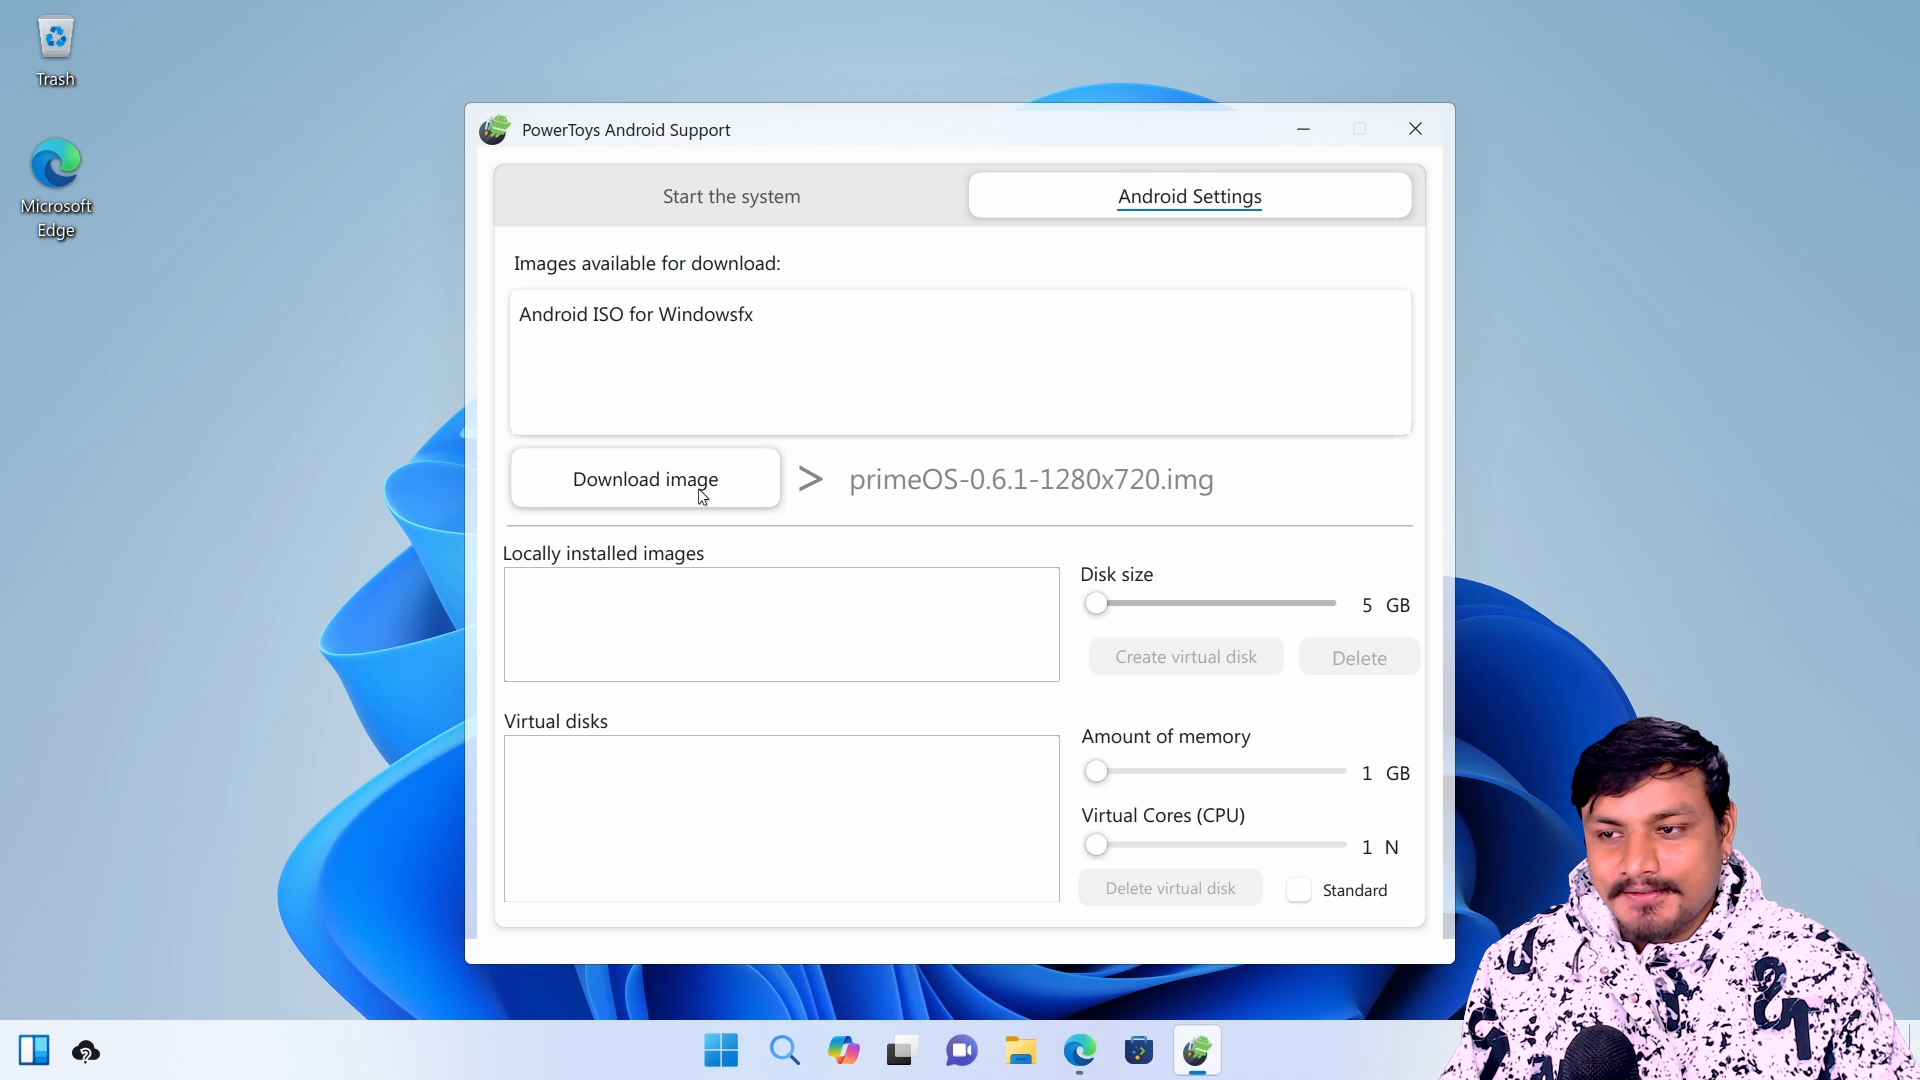 Trash
Microsoft
Edge
PowerToys Android Support
Start the system
Android Settings
Images available for download:
Android ISO for Windowsfx
Download image
> primeOS-0.6.1-1280x720.img
Locally installed images
Disk size
5 GB
Create virtual disk
Delete
Virtual disks
Amount of memory
1 GB
Virtual Cores (CPU)
1 N
Delete virtual disk
Standard